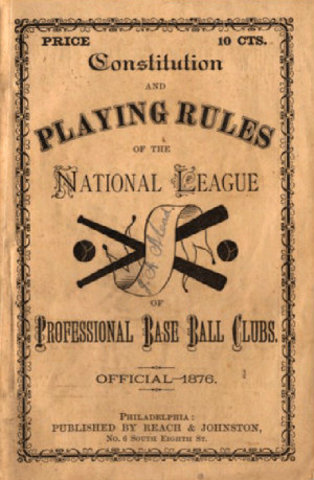 PRICE 10 CTS.
Constitution
AND
PLAYING RULES
OF THE
NATIONAL LEAGUE
OF
PROFESSIONAL BASE BALL CLUBS.
OFFICIAL—1876.
PHILADELPHIA:
PUBLISHED BY REACH & JOHNSTON,
No. 6 SOUTH EIGHTH ST.